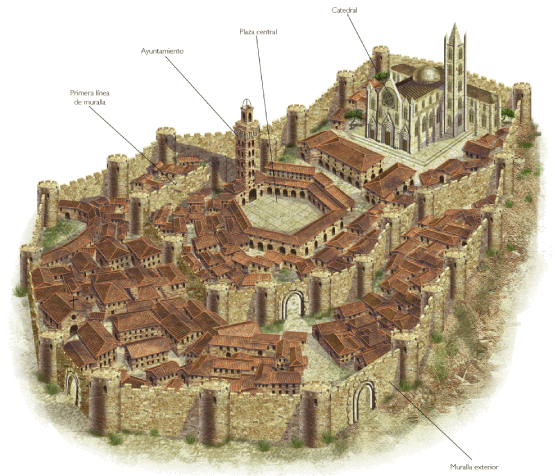 Catedral
Plaza central
Ayuntamiento
Primera línea
de muralla
Muralla exterior